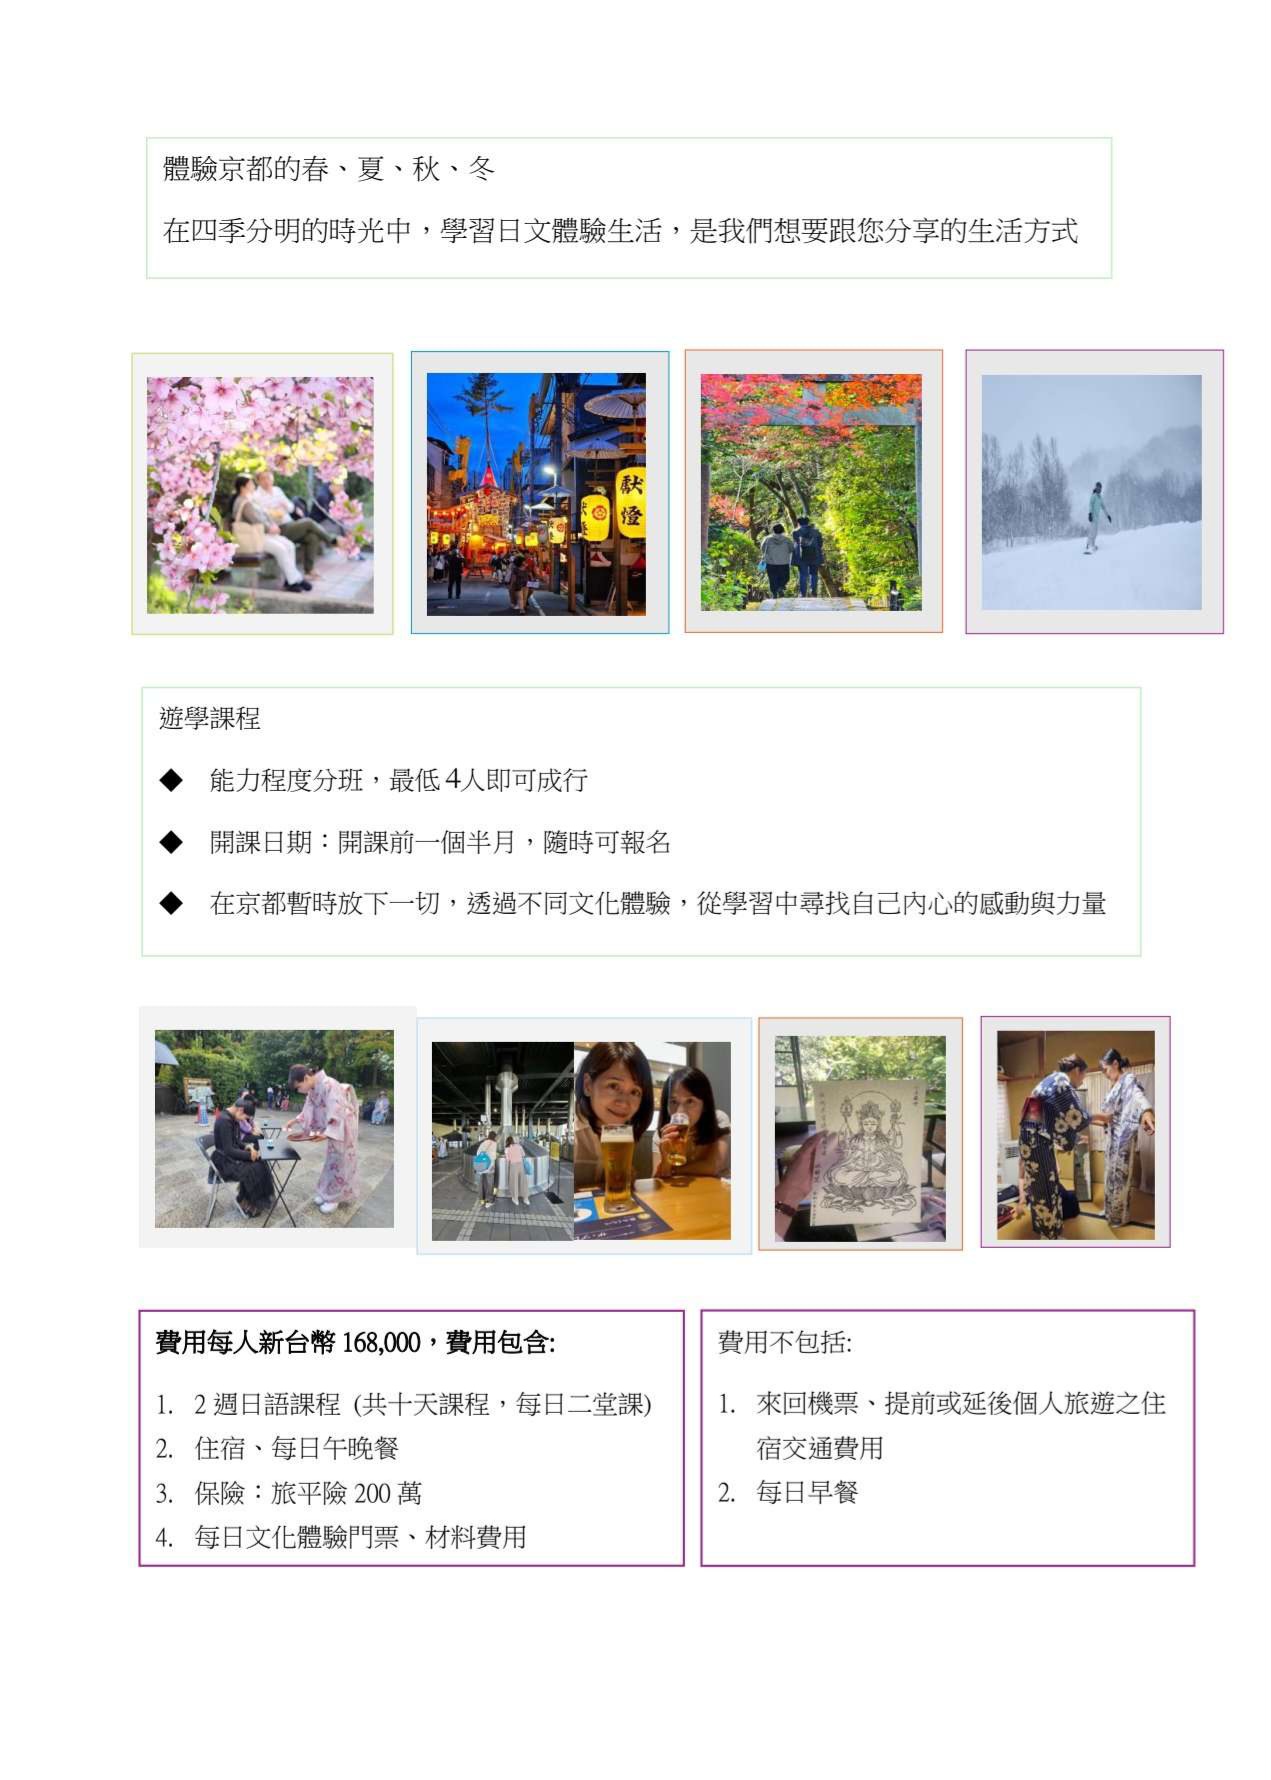 體驗京都的春、夏、秋、冬
在四季分明的時光中，學習日文體驗生活，是我們想要跟您分享的生活方式
獻燈
遊學課程
◆ 能力程度分班，最低 4人即可成行
◆ 開課日期：開課前一個半月，隨時可報名
◆ 在京都暫時放下一切，透過不同文化體驗，從學習中尋找自己內心的感動與力量
費用每人新台幣 168,000，費用包含:
1. 2 週日語課程 (共十天課程，每日二堂課)
2. 住宿、每日午晚餐
3. 保險：旅平險 200 萬
4. 每日文化體驗門票、材料費用
費用不包括:
1. 來回機票、提前或延後個人旅遊之住
宿交通費用
2. 每日早餐